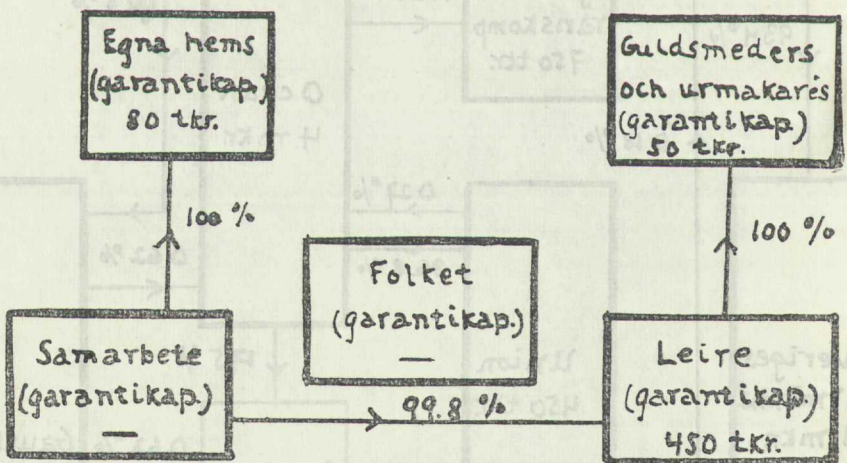 Egna hems
(garantikap.)
80 tkr.
Guldsmeders
och urmakares
(garantikap.)
50 tkr.
100 %
100 %
Folket
(garantikap.)
—
Samarbete
(garantikap.)
—
99.8 %
Leire
(garantikap.)
450 tkr.